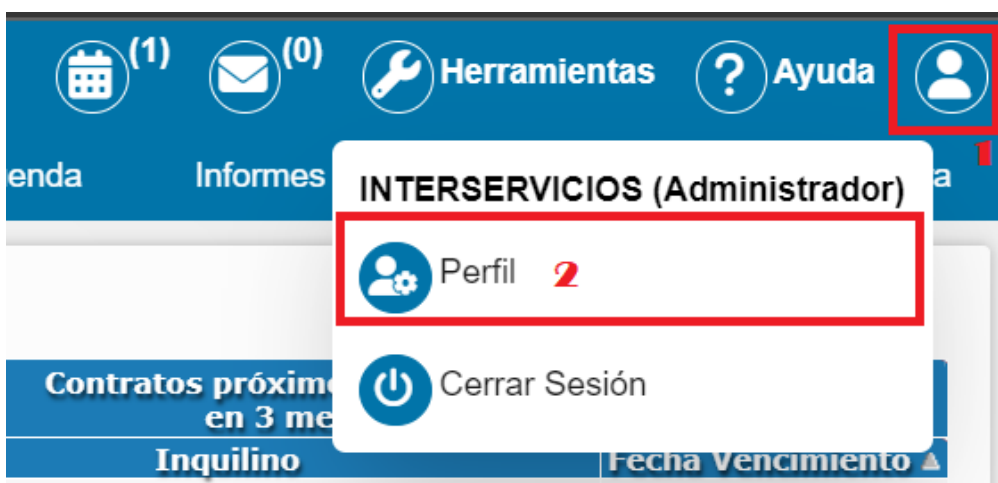 (1) (0) Herramientas ? Ayuda
1
enda Informes a
INTERSERVICIOS (Administrador)
Perfil 2
Cerrar Sesión
Contratos próxim
en 3 me
Inquilino Fecha Vencimiento